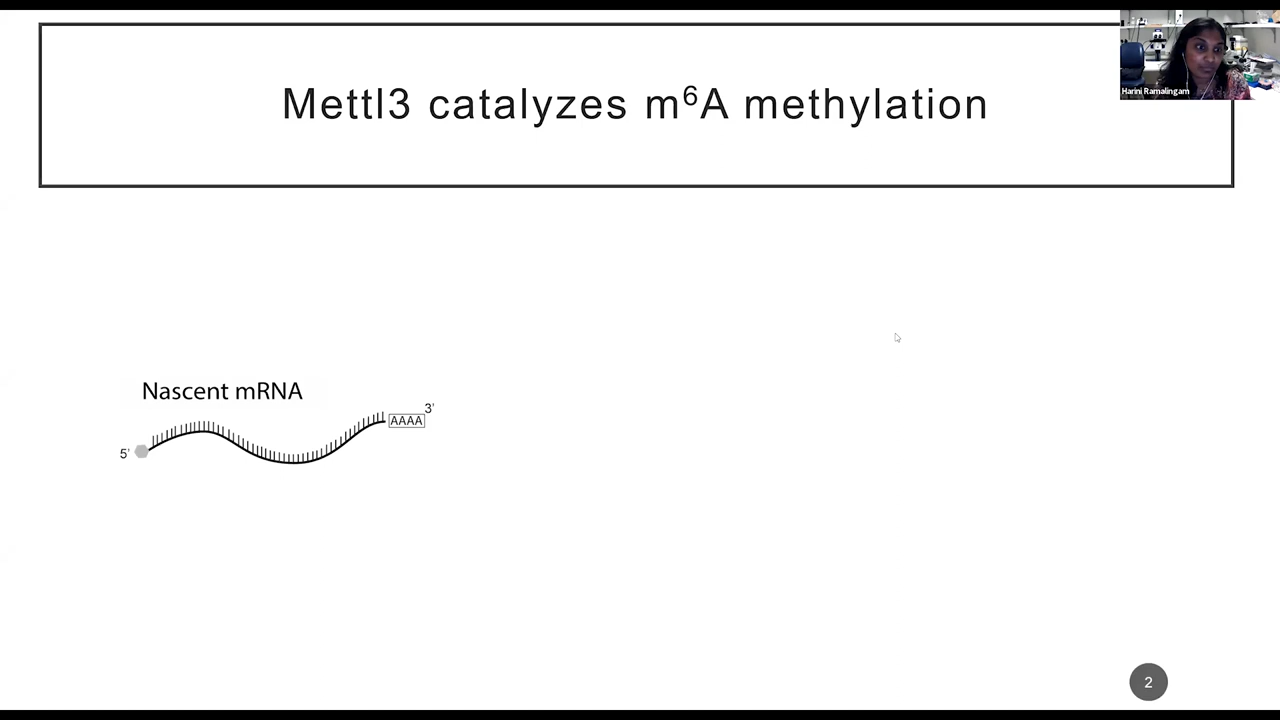 Mettl3 catalyzes m⁶A methylation
Harini Ramalingam
Nascent mRNA
3'
AAAA
5'
2